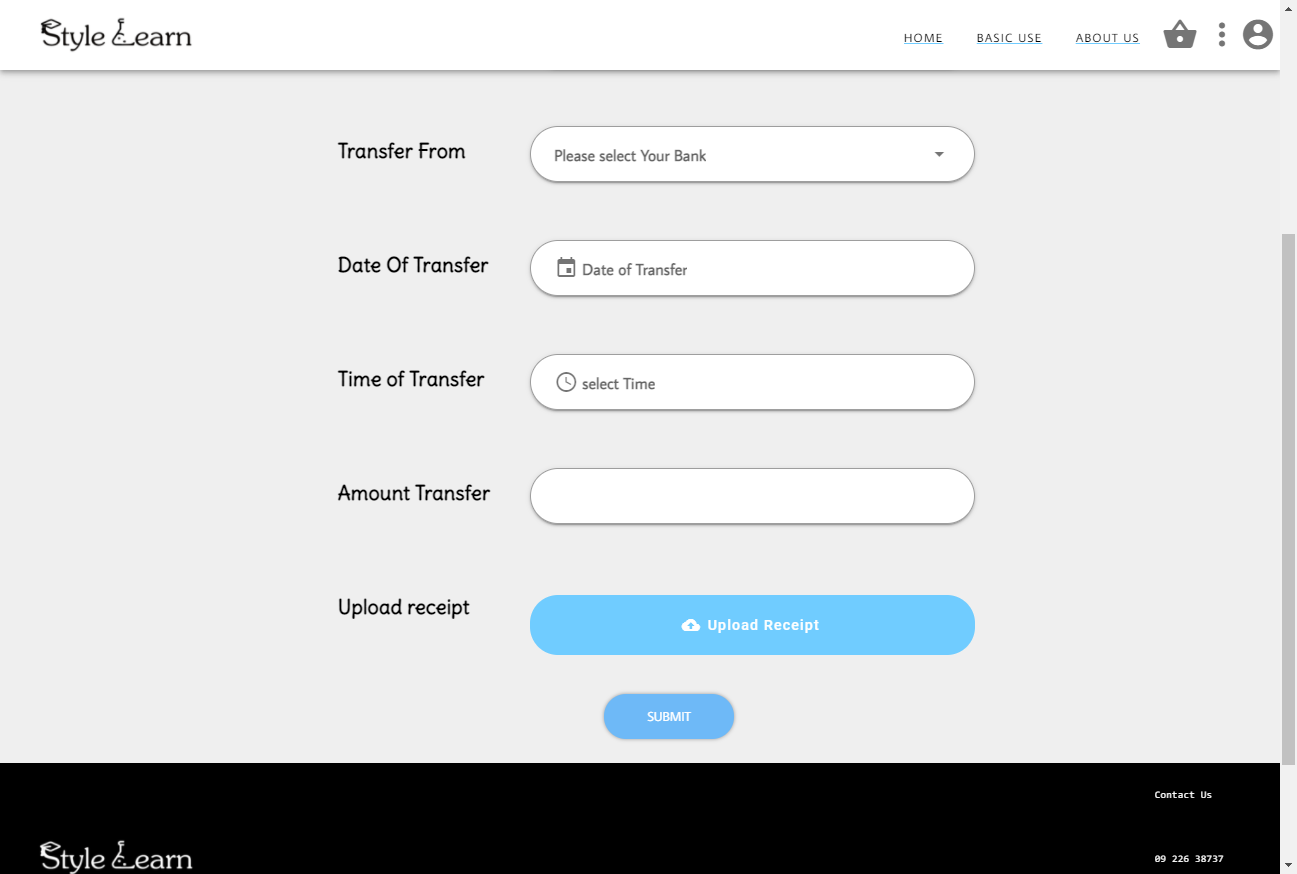 Style Learn
HOME
BASIC USE
ABOUT US
Transfer From
Please select Your Bank
Date Of Transfer
Date of Transfer
Time of Transfer
select Time
Amount Transfer
Upload receipt
Upload Receipt
SUBMIT
Contact Us
Style Learn
09 226 38737